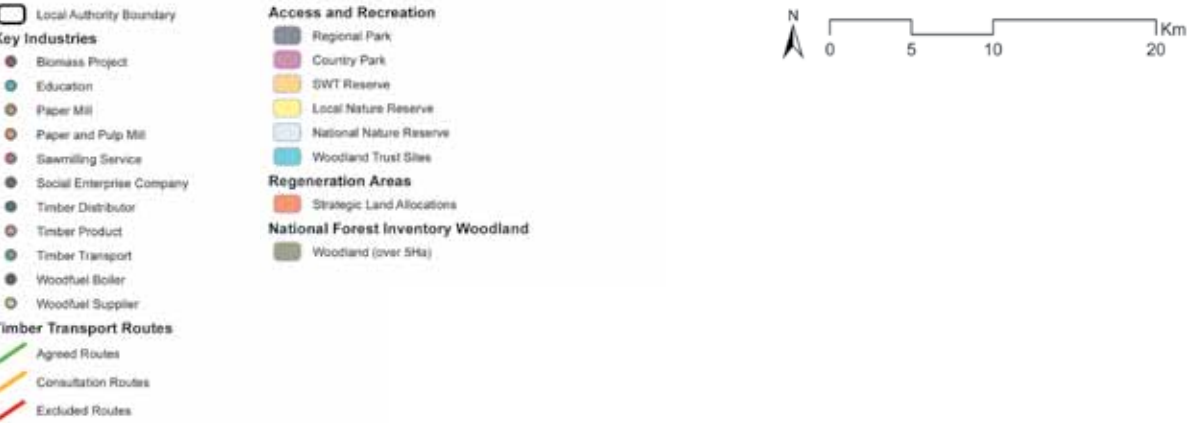 Local Authority Boundary
Key Industries
Biomass Project
Education
Paper Mill
Paper and Pulp Mill
Sawmilling Service
Social Enterprise Company
Timber Distributor
Timber Product
Timber Transport
Woodfuel Boiler
Woodfuel Supplier
Timber Transport Routes
Agreed Routes
Consultation Routes
Excluded Routes
Access and Recreation
Regional Park
Country Park
SWT Reserve
Local Nature Reserve
National Nature Reserve
Woodland Trust Sites
Regeneration Areas
Strategic Land Allocations
National Forest Inventory Woodland
Woodland (over 5Ha)
N
Km
0 5 10 20